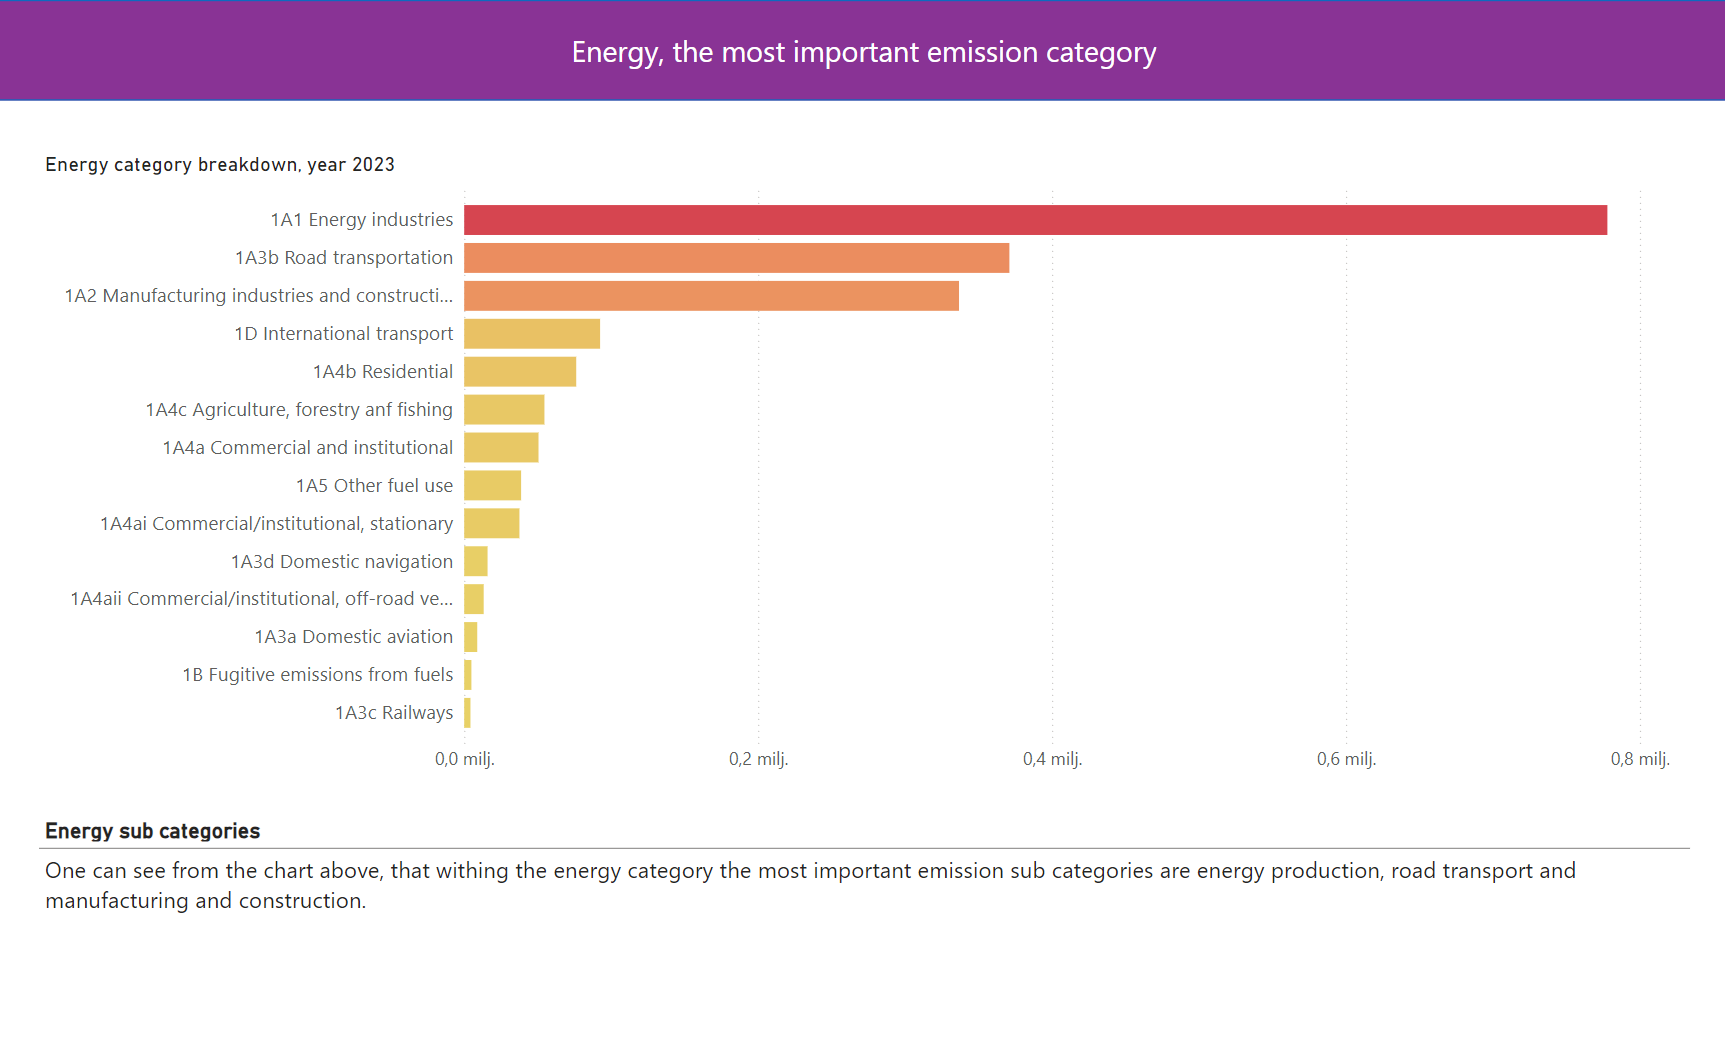 Energy, the most important emission category
Energy category breakdown, year 2023
1A1 Energy industries
1A3b Road transportation
1A2 Manufacturing industries and constructi...
1D International transport
1A4b Residential
1A4c Agriculture, forestry anf fishing
1A4a Commercial and institutional
1A5 Other fuel use
1A4ai Commercial/institutional, stationary
1A3d Domestic navigation
1A4aii Commercial/institutional, off-road ve...
1A3a Domestic aviation
1B Fugitive emissions from fuels
1A3c Railways
0,0 milj. 0,2 milj. 0,4 milj. 0,6 milj. 0,8 milj.
Energy sub categories
One can see from the chart above, that withing the energy category the most important emission sub categories are energy production, road transport and
manufacturing and construction.